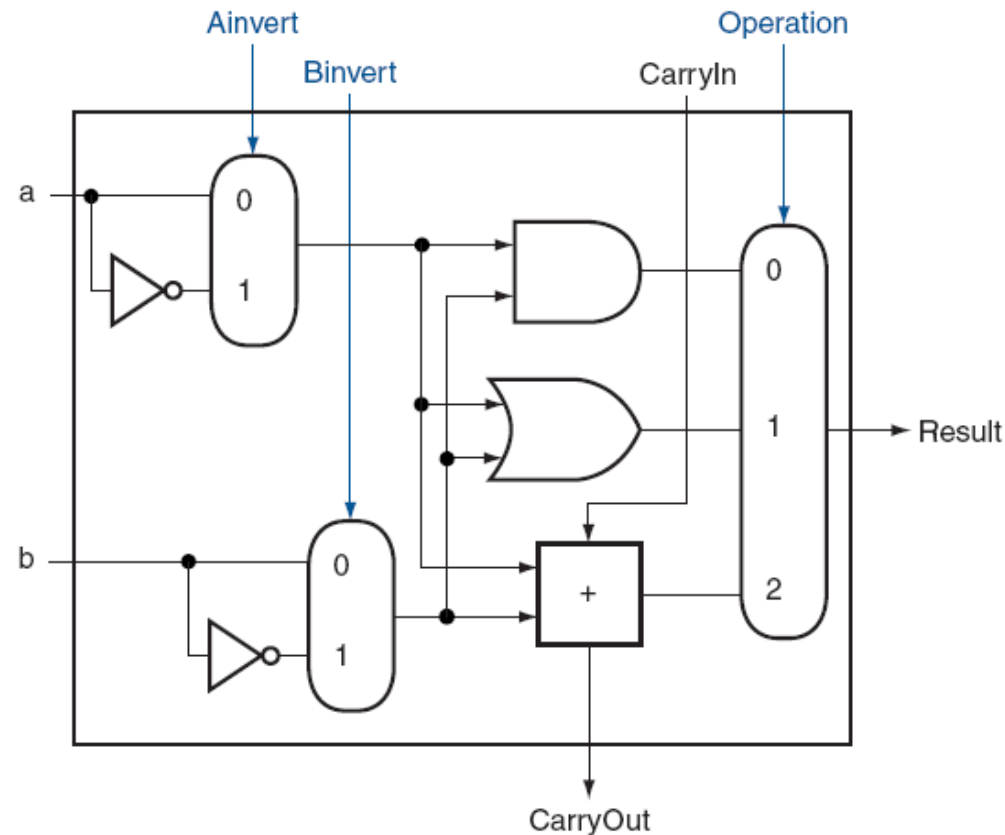 Ainvert
Operation
Binvert
CarryIn
a
0
1
0
1
Result
b
0
1
+
2
CarryOut